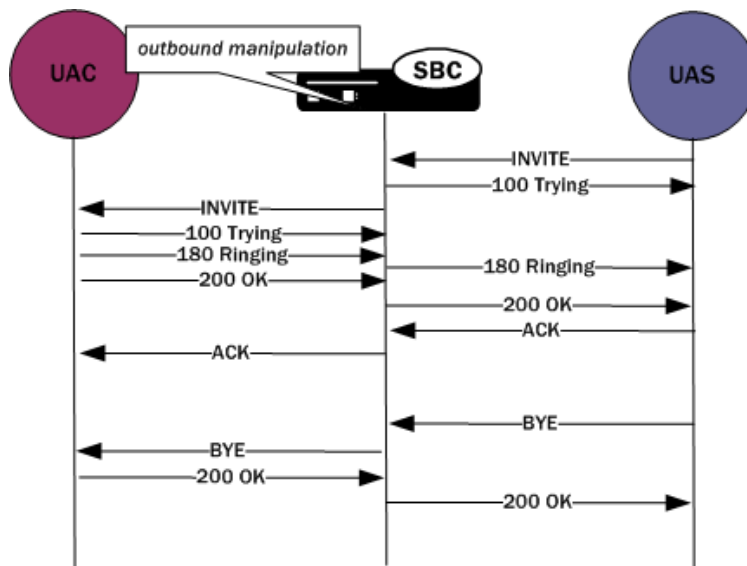 outbound manipulation
UAC
SBC
UAS
INVITE
100 Trying
INVITE
100 Trying
180 Ringing
180 Ringing
200 OK
200 OK
ACK
ACK
BYE
BYE
200 OK
200 OK